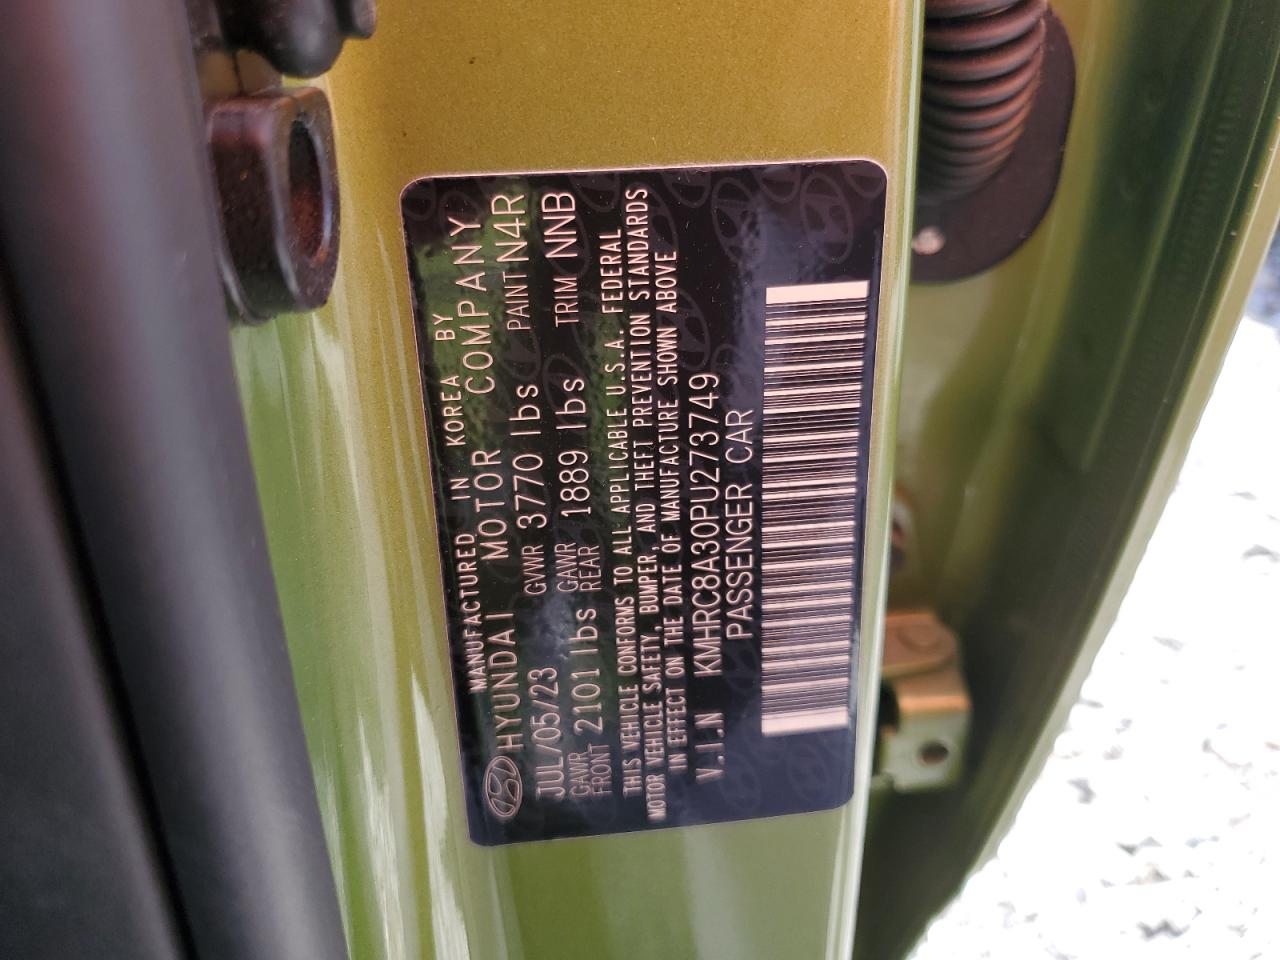 MANUFACTURED IN KOREA BY
HYUNDAI MOTOR COMPANY
JUL/05/23 GVWR 3770 lbs PAINT N4R
GAWR FRONT 2101 lbs GAWR REAR 1889 lbs TRIM NNB
THIS VEHICLE CONFORMS TO ALL APPLICABLE U.S.A. FEDERAL
MOTOR VEHICLE SAFETY, BUMPER, AND THEFT PREVENTION STANDARDS
IN EFFECT ON THE DATE OF MANUFACTURE SHOWN ABOVE
V.I.N KMHRC8A30PU273749
PASSENGER CAR